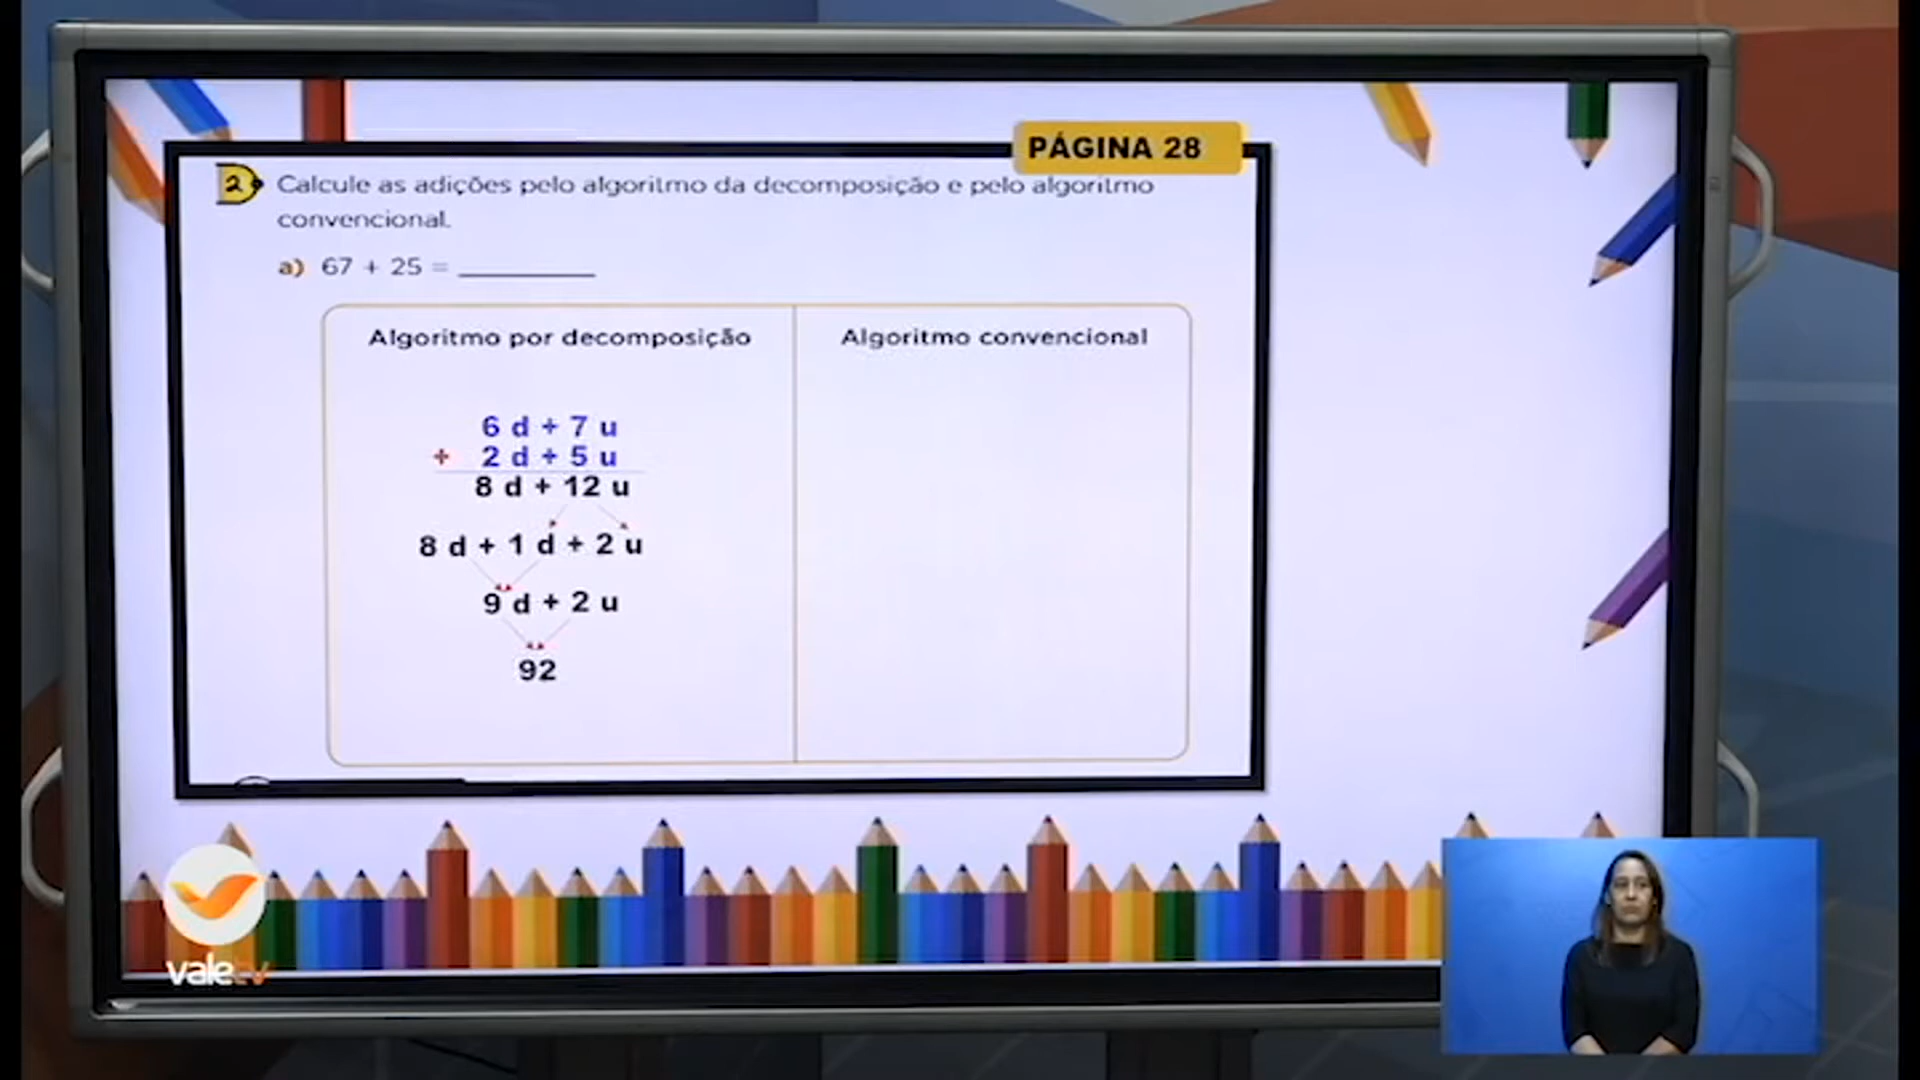 PÁGINA 28
2 Calcule as adições pelo algoritmo da decomposição e pelo algoritmo
convencional.
a) 67 + 25 = __________
Algoritmo por decomposição
6 d + 7 u
+ 2 d + 5 u
8 d + 12 u
8 d + 1 d + 2 u
9 d + 2 u
92
Algoritmo convencional
valetv